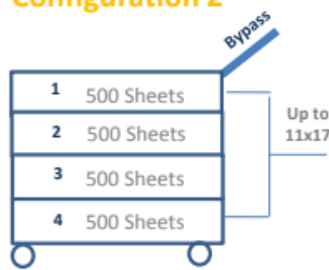 Configuration 2
Bypass
1 500 Sheets
2 500 Sheets
3 500 Sheets
4 500 Sheets
Up to
11x17